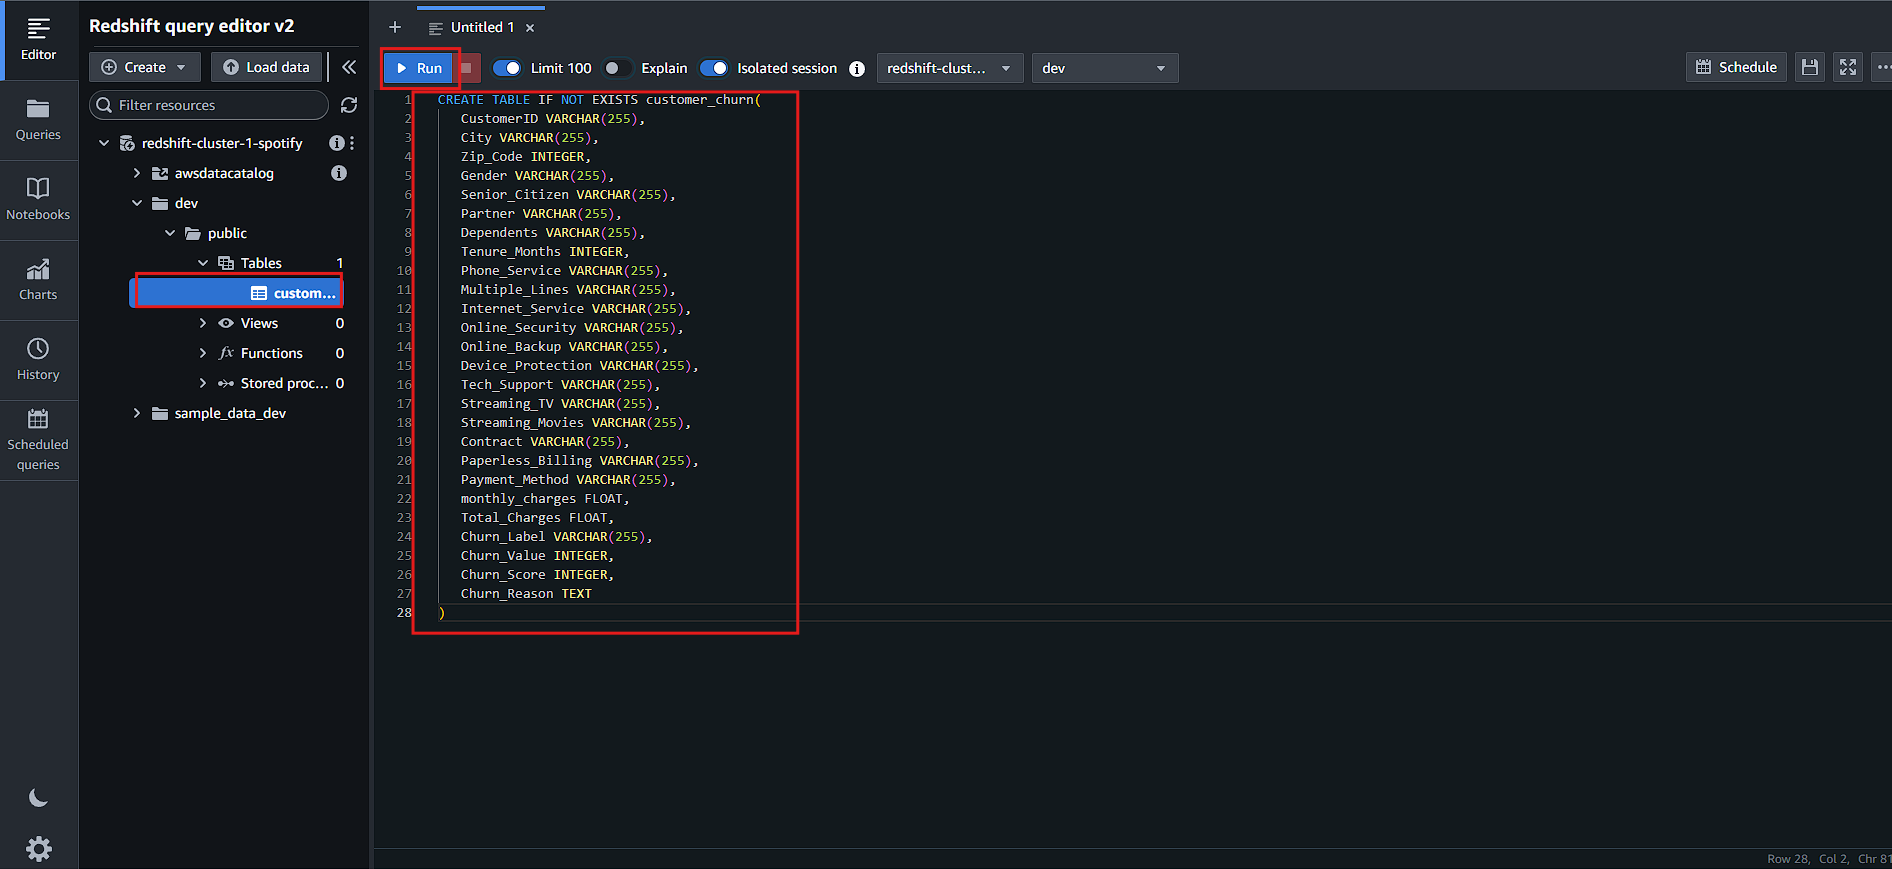 Editor
Queries
Notebooks
Charts
History
Scheduled
queries
Redshift query editor v2
Create
Load data
Filter resources
redshift-cluster-1-spotify
awsdatacatalog
dev
public
Tables 1
custom...
Views 0
fx Functions 0
Stored proc... 0
sample_data_dev
+ Untitled 1 ×
Run Limit 100 Explain Isolated session redshift-clust... dev Schedule
1 CREATE TABLE IF NOT EXISTS customer_churn(
2 CustomerID VARCHAR(255),
3 City VARCHAR(255),
4 Zip_Code INTEGER,
5 Gender VARCHAR(255),
6 Senior_Citizen VARCHAR(255),
7 Partner VARCHAR(255),
8 Dependents VARCHAR(255),
9 Tenure_Months INTEGER,
10 Phone_Service VARCHAR(255),
11 Multiple_Lines VARCHAR(255),
12 Internet_Service VARCHAR(255),
13 Online_Security VARCHAR(255),
14 Online_Backup VARCHAR(255),
15 Device_Protection VARCHAR(255),
16 Tech_Support VARCHAR(255),
17 Streaming_TV VARCHAR(255),
18 Streaming_Movies VARCHAR(255),
19 Contract VARCHAR(255),
20 Paperless_Billing VARCHAR(255),
21 Payment_Method VARCHAR(255),
22 monthly_charges FLOAT,
23 Total_Charges FLOAT,
24 Churn_Label VARCHAR(255),
25 Churn_Value INTEGER,
26 Churn_Score INTEGER,
27 Churn_Reason TEXT
28 )
Row 28, Col 2, Chr 81